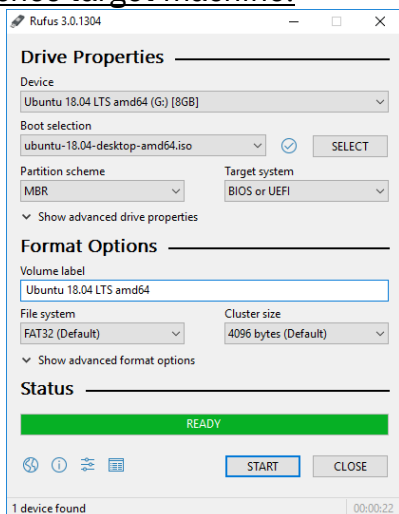 target machine.
Rufus 3.0.1304
Drive Properties
Device
Ubuntu 18.04 LTS amd64 (G:) [8GB]
Boot selection
ubuntu-18.04-desktop-amd64.iso
SELECT
Partition scheme Target system
MBR BIOS or UEFI
Show advanced drive properties
Format Options
Volume label
Ubuntu 18.04 LTS amd64
File system Cluster size
FAT32 (Default) 4096 bytes (Default)
Show advanced format options
Status
READY
START CLOSE
1 device found 00:00:22